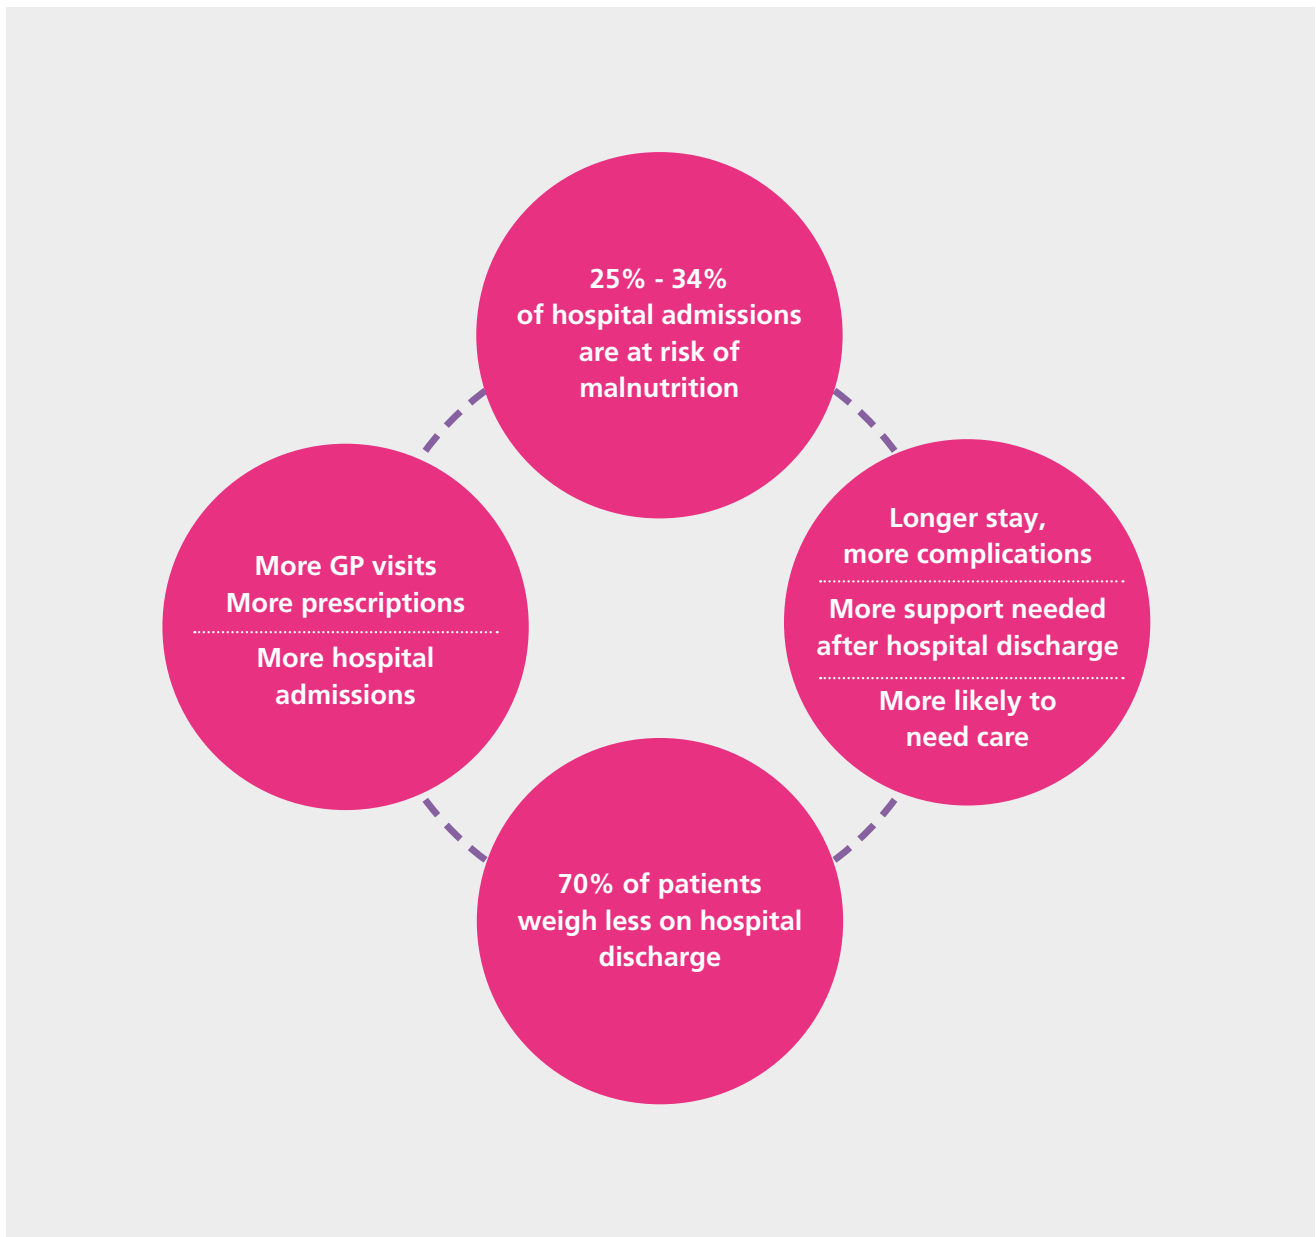 25% - 34%
of hospital admissions
are at risk of
malnutrition
Longer stay,
more complications
More support needed
after hospital discharge
More likely to
need care
70% of patients
weigh less on hospital
discharge
More GP visits
More prescriptions
More hospital
admissions